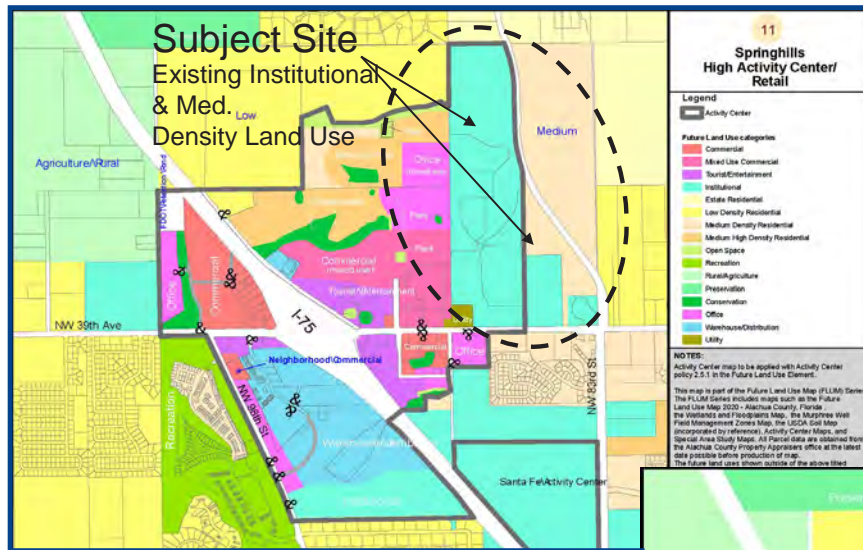 Subject Site
Existing Institutional
& Med.
Density Land Use
Low
Medium
Agriculture\Rural
Office
Park
Park
Commercial
Commercial
Tourist\Entertainment
Office
I-75
NW 39th Ave
Commercial
Office
Neighborhood\Commercial
NW 98th St
NW 83rd St
Recreation
Santa Fe\Activity Center
11
Springhills
High Activity Center/
Retail
Legend
Activity Center
Future Land Use categories
Commercial
Mixed Use Commercial
Tourist/Entertainment
Institutional
Estate Residential
Low Density Residential
Medium Density Residential
Medium High Density Residential
Open Space
Recreation
Rural/Agriculture
Preservation
Conservation
Office
Warehouse/Distribution
Utility
NOTES:
Activity Center map to be applied with Activity Center
policy 2.5.1 in the Future Land Use Element.
This map is part of the Future Land Use Map (FLUM) Series
The FLUM Series includes maps such as the Future
Land Use Map 2020 - Alachua County, Florida ,
the Wetlands and Floodplains Map, the Murphree Well
Field Management Zones Map, the USDA Soil Map
(incorporated by reference), Activity Center Maps, and
Special Area Study Maps. All Parcel data are obtained from
the Alachua County Property Appraisers office at the latest
date possible before production of map.
The future land uses shown outside of the above titled